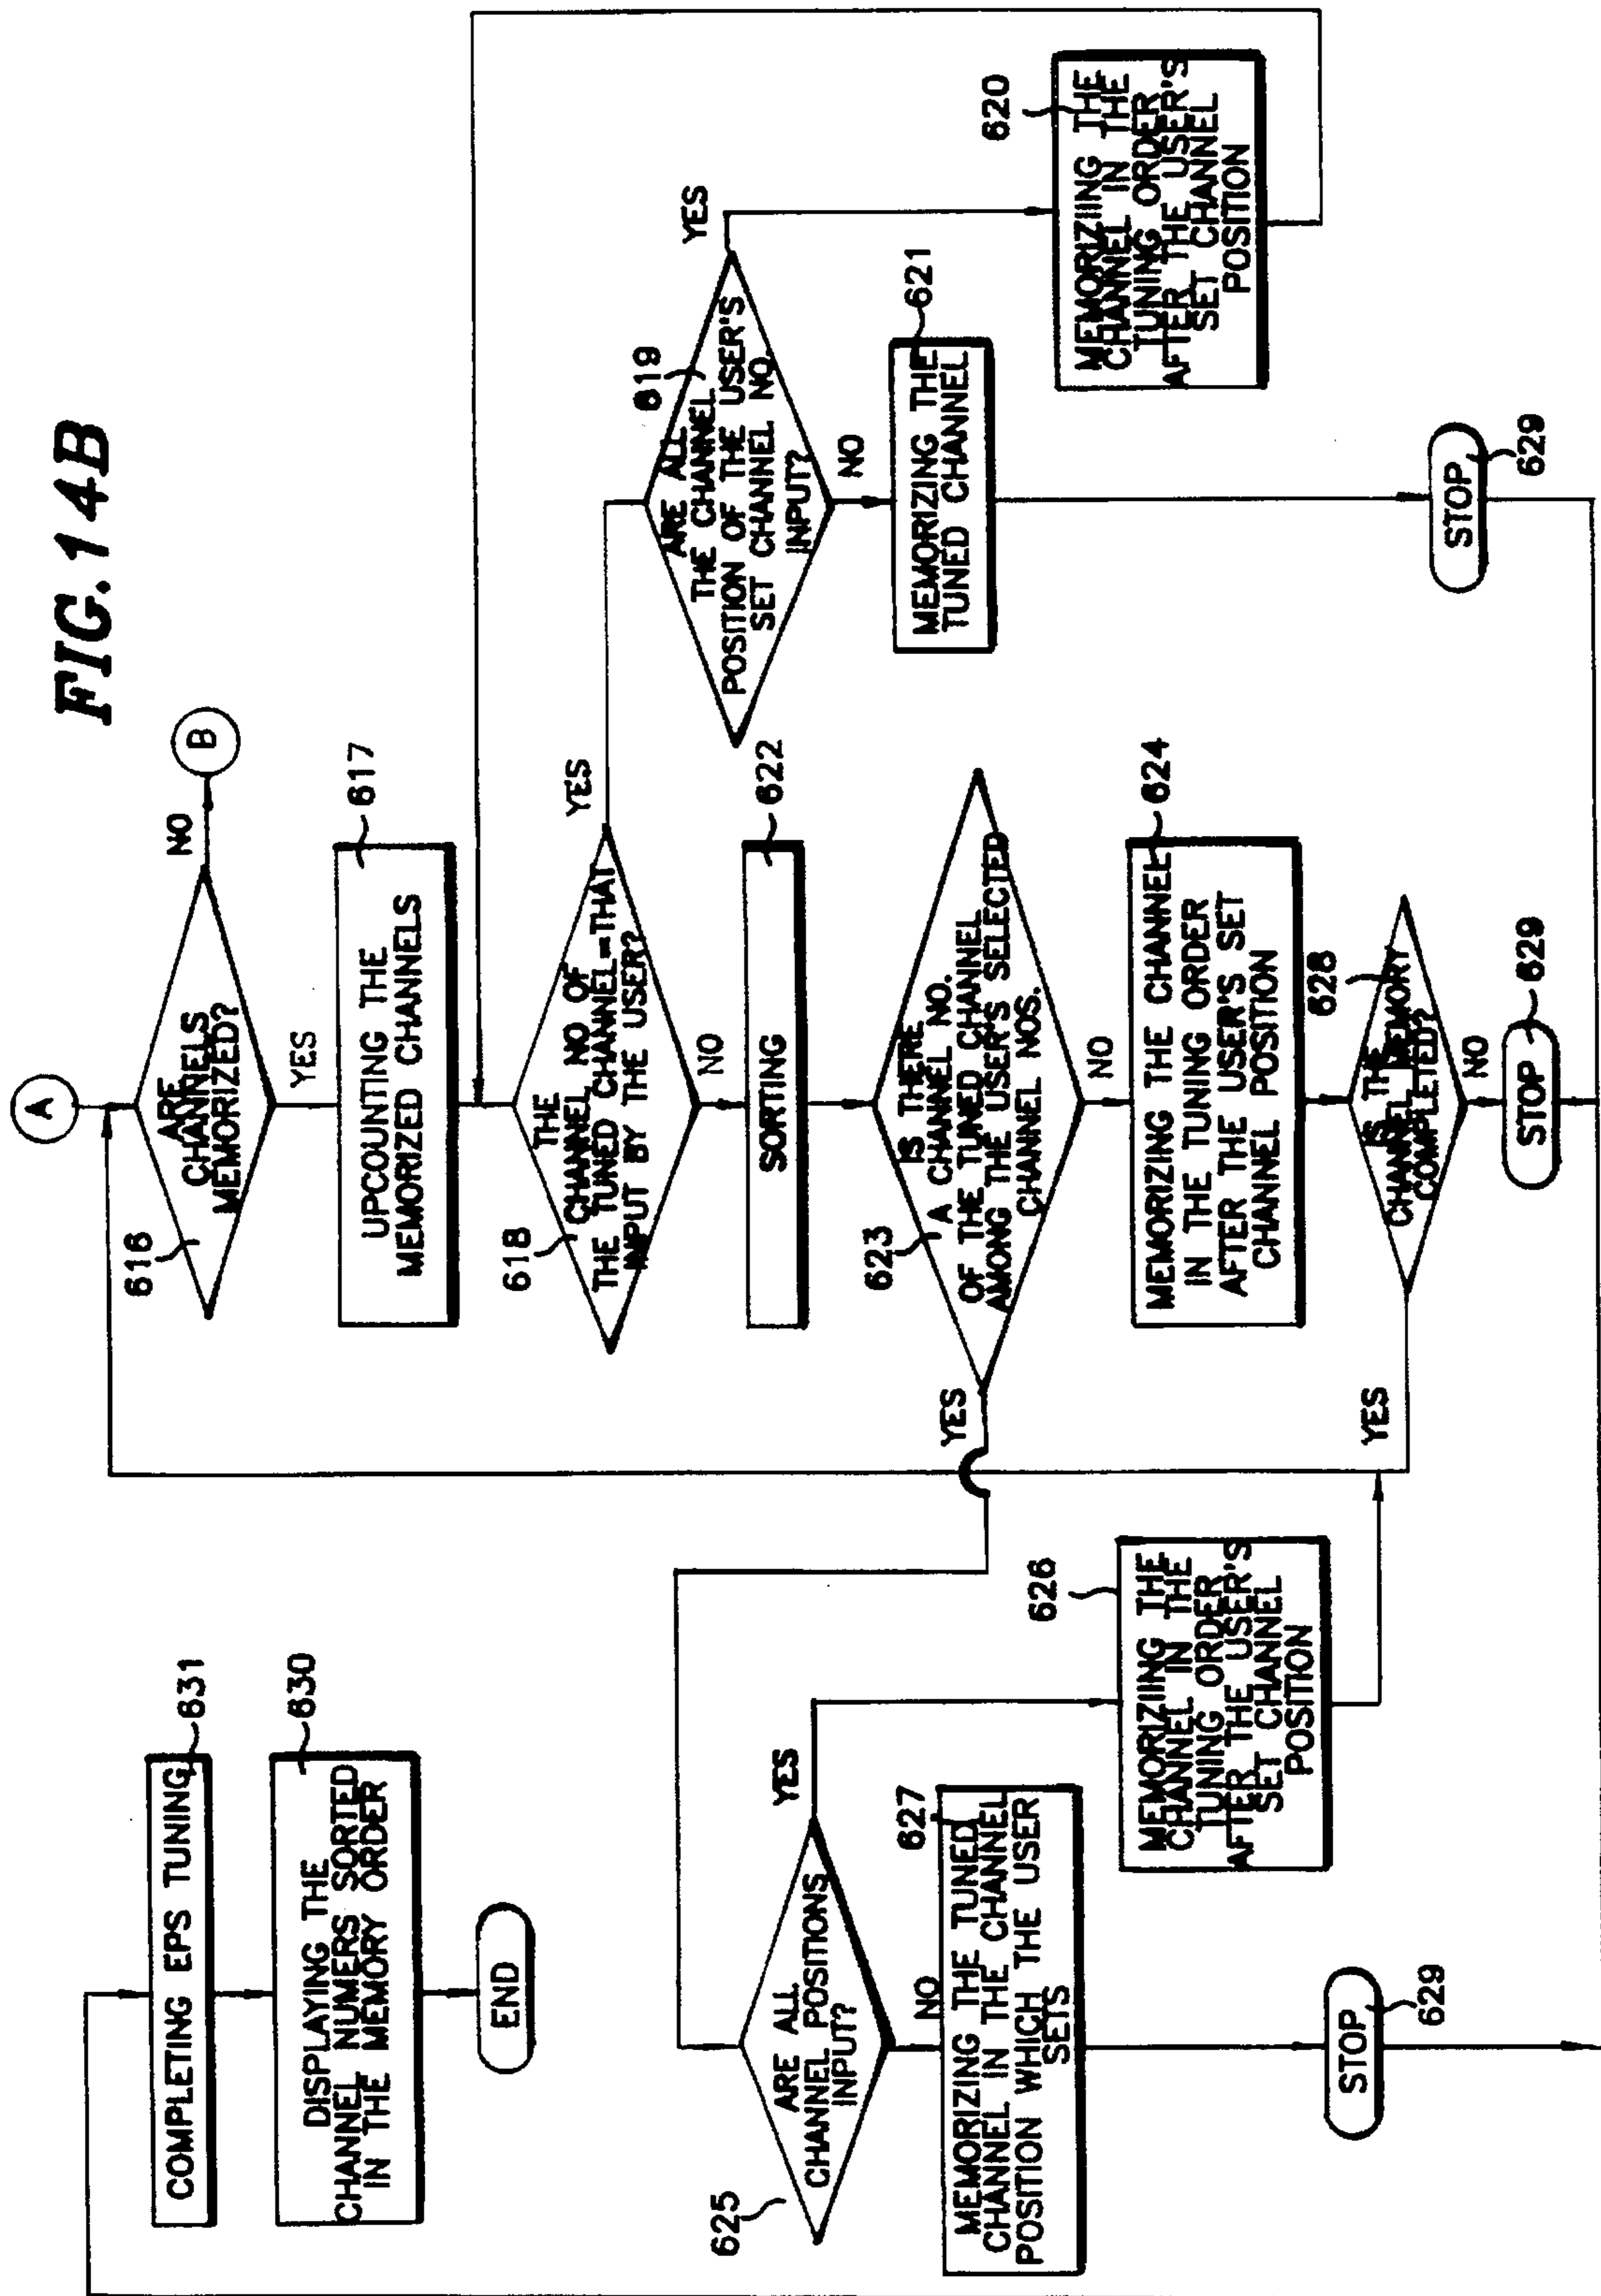 FIG. 14B
A
ARE
CHANNELS
MEMORIZED?
616
NO
B
YES
UPCOUNTING THE
MEMORIZED CHANNELS
617
THE
CHANNEL NO OF
THE TUNED CHANNEL=THAT
INPUT BY THE USER?
618
YES
NO
ARE ALL
THE CHANNEL
POSITION OF THE USER'S
SET CHANNEL NO.
INPUT?
619
YES
NO
MEMORIZIING THE
CHANNEL IN THE
TUNING ORDER
AFTER THE USER'S
SET CHANNEL
POSITION
620
MEMORIZING THE
TUNED CHANNEL
621
STOP
629
SORTING
622
IS THERE
A CHANNEL NO.
OF THE TUNED CHANNEL
AMONG THE USER'S SELECTED
CHANNEL NOS.
623
YES
NO
MEMORIZING THE CHANNEL
IN THE TUNING ORDER
AFTER THE USER'S SET
CHANNEL POSITION
624
IS THE
CHANNEL MEMORY
COMPLETED?
628
YES
NO
STOP
629
COMPLETING EPS TUNING
631
DISPLAYING THE
CHANNEL NUMERS SORTED
IN THE MEMORY ORDER
630
END
ARE ALL
CHANNEL POSITIONS
INPUT?
625
YES
NO
MEMORIZIING THE
CHANNEL IN THE
TUNING ORDER
AFTER THE USER'S
SET CHANNEL
POSITION
626
MEMORIZING THE TUNED
CHANNEL IN THE CHANNEL
POSITION WHICH THE USER
SETS
627
STOP
629